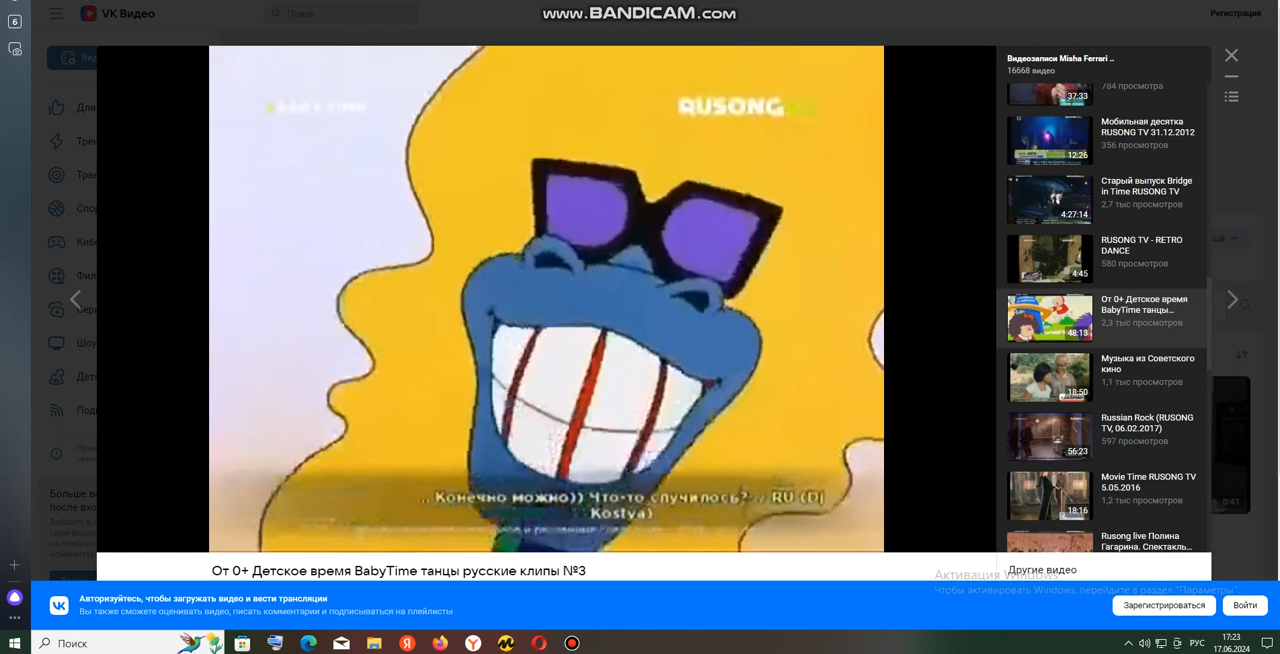 6
VK Видео
Поиск
www.BANDICAM.com
Регистрация
Видеозаписи Misha Ferrari ..
16668 видео
784 просмотра
37:33
Мобильная десятка
RUSONG TV 31.12.2012
356 просмотров
12:26
Старый выпуск Bridge
in Time RUSONG TV
2,7 тыс просмотров
4:27:14
RUSONG TV - RETRO
DANCE
580 просмотров
4:45
От 0+ Детское время
BabyTime танцы...
2,3 тыс просмотров
48:13
Музыка из Советского
кино
1,1 тыс просмотров
18:50
Russian Rock (RUSONG
TV, 06.02.2017)
597 просмотров
56:23
Movie Time RUSONG TV
5.05.2016
1,2 тыс просмотров
18:16
Rusong live Полина
Гагарина. Спектакль...
Другие видео
RUSONG
... Конечно можно)) Что-то случилось? / RU (Dj
Kostya)
0:41
От 0+ Детское время BabyTime танцы русские клипы №3
Активация Windows
Чтобы активировать Windows, перейдите в раздел "Параметры".
Авторизуйтесь, чтобы загружать видео и вести трансляции
Вы также сможете оценивать видео, писать комментарии и подписываться на плейлисты
Зарегистрироваться
Войти
Поиск
РУС
17:23
17.06.2024